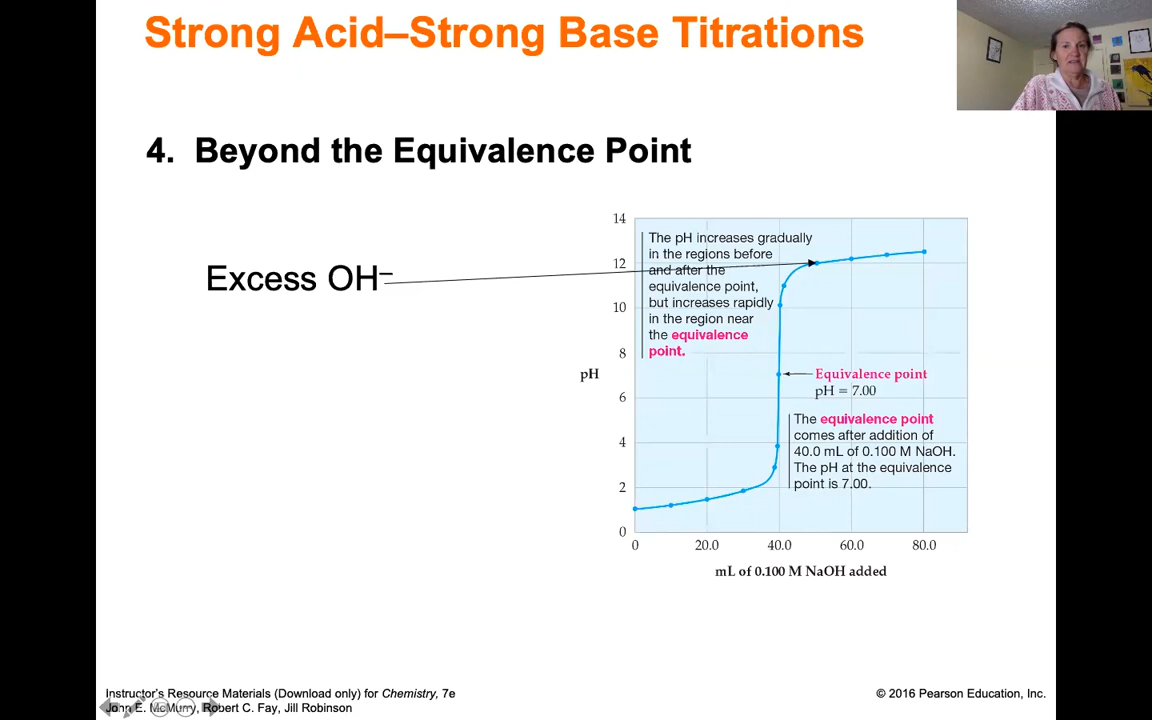 Strong Acid–Strong Base Titrations
4. Beyond the Equivalence Point
Excess OH⁻
14
12
10
8
6
4
2
0
pH
The pH increases gradually
in the regions before
and after the
equivalence point,
but increases rapidly
in the region near
the equivalence
point.
Equivalence point
pH = 7.00
The equivalence point
comes after addition of
40.0 mL of 0.100 M NaOH.
The pH at the equivalence
point is 7.00.
0 20.0 40.0 60.0 80.0
mL of 0.100 M NaOH added
Instructor's Resource Materials (Download only) for Chemistry, 7e
John E. McMurry, Robert C. Fay, Jill Robinson
© 2016 Pearson Education, Inc.